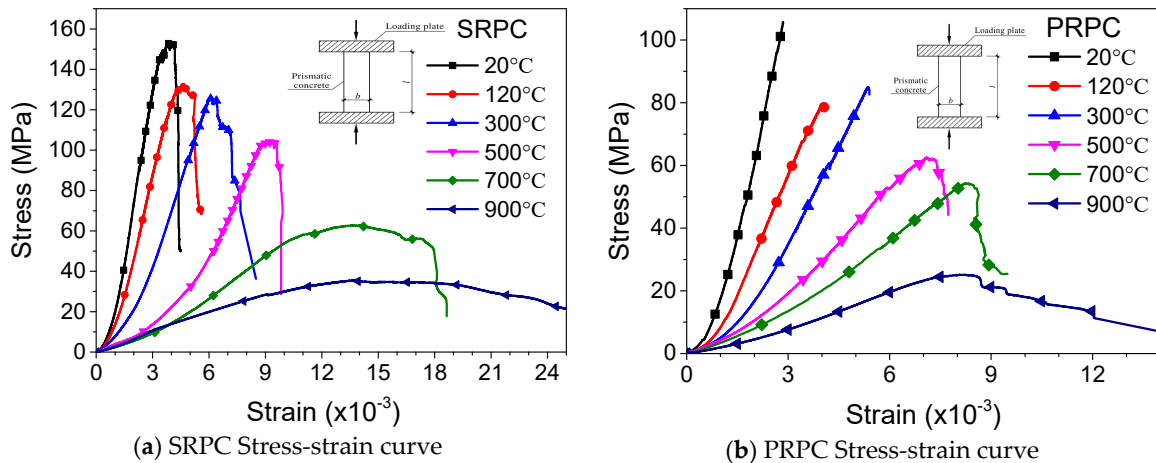 SRPC
Loading plate
Prismatic
concrete
b
l
20°C
120°C
300°C
500°C
700°C
900°C
160
140
120
100
80
60
40
20
0
Stress (MPa)
0 3 6 9 12 15 18 21 24
Strain (x10⁻³)
(a) SRPC Stress-strain curve
PRPC
Loading plate
Prismatic
concrete
b
l
20°C
120°C
300°C
500°C
700°C
900°C
100
80
60
40
20
0
Stress (MPa)
0 3 6 9 12
Strain (x10⁻³)
(b) PRPC Stress-strain curve